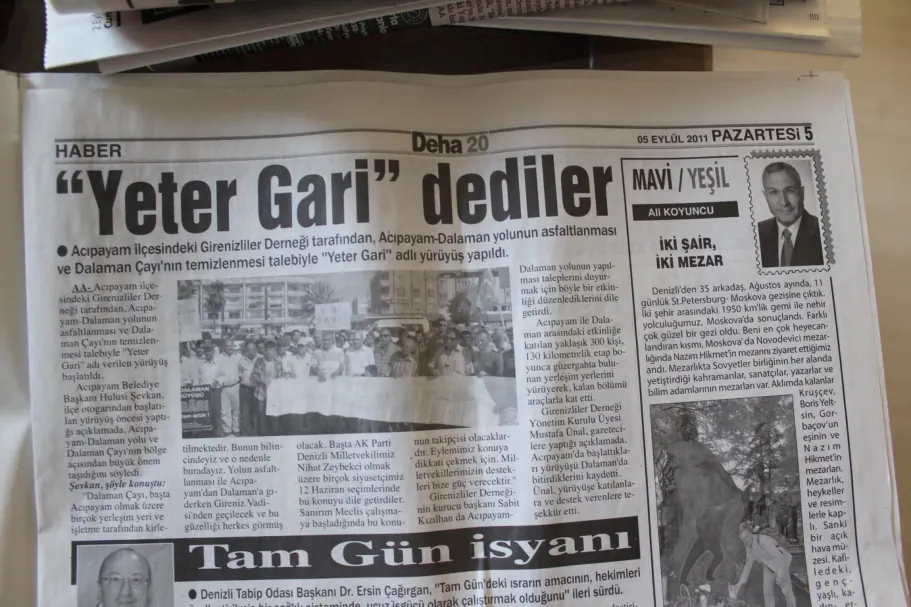 HABER
Deha 20
05 EYLÜL 2011 PAZARTESİ 5
"Yeter Gari" dediler
● Acıpayam ilçesindeki Girenizliler Derneği tarafından, Acıpayam-Dalaman yolunun asfaltlanması
ve Dalaman Çayı'nın temizlenmesi talebiyle "Yeter Gari" adlı yürüyüş yapıldı.
AA- Acıpayam ilçe-
sindeki Girenizliler Der-
neği tarafından, Acıpa-
yam-Dalaman yolunun
asfaltlanması ve Dala-
man Çayı'nın temizlen-
mesi talebiyle "Yeter
Gari" adı verilen yürüyüş
başlatıldı.
Acıpayam Belediye
Başkanı Hulusi Şevkan,
ilçe otogarından başlatı-
lan yürüyüş öncesi yaptı-
ğı açıklamada, Acıpa-
yam-Dalaman yolu ve
Dalaman Çayı'nın bölge
açısından büyük önem
taşıdığını söyledi.
Şevkan, şöyle konuştu:
"Dalaman Çayı, başta
Acıpayam olmak üzere
birçok yerleşim yeri ve
işletme tarafından kirle-
tilmektedir. Bunun bilin-
cindeyiz ve o nedenle
buradayız. Yolun asfalt-
lanması ile Acıpa-
yam'dan Dalaman'a gi-
derken Gireniz Vadi-
si'nden geçilecek ve bu
güzelliği herkes görmüş
olacak. Başta AK Parti
Denizli Milletvekilimiz
Nihat Zeybekci olmak
üzere birçok siyasetçimiz
12 Haziran seçimlerinde
bu konuyu dile getirdiler.
Sanırım Meclis çalışma-
ya başladığında bu konu-
nun takipçisi olacaklar-
dır. Eylemimiz konuya
dikkati çekmek için. Mil-
letvekillerimizin destek-
leri bize güç verecektir."
Girenizliler Derneği-
nin kurucu başkanı Sabit
Kızılhan da Acıpayam-
Dalaman yolunun yapıl-
ması taleplerini duyur-
mak için böyle bir etkin-
liği düzenlediklerini dile
getirdi.
Acıpayam ile Dala-
man arasındaki etkinliğe
katılan yaklaşık 300 kişi,
130 kilometrelik etap bo-
yunca güzergahta bulu-
nan yerleşim yerlerini
yürüyerek, kalan bölümü
araçlarla kat etti.
Girenizliler Derneği
Yönetim Kurulu Üyesi
Mustafa Ünal, gazeteci-
lere yaptığı açıklamada,
Acıpayam'da başlattıkla-
rı yürüyüşü Dalaman'da
bitirdiklerini kaydetti.
Ünal, yürüyüşe katılanla-
ra ve destek verenlere te-
şekkür etti.
MAVİ / YEŞİL
Ali KOYUNCU
İKİ ŞAİR,
İKİ MEZAR
Denizli'den 35 arkadaş, Ağustos ayında, 11
günlük St.Petersburg- Moskova gezisine çıktık.
İki şehir arasındaki 1950 km'lik gemi ile nehir
yolculuğumuz, Moskova'da sonuçlandı. Farklı
çok güzel bir gezi oldu. Beni en çok heyecan-
landıran kısmı, Moskova'da Novodevici mezar-
lığında Nazım Hikmet'in mezarını ziyaret ettiğimiz
andı. Mezarlıkta Sovyetler birliğinin her alanda
yetiştirdiği kahramanlar, sanatçılar, yazarlar ve
bilim adamlarının mezarları var. Aklımda kalanlar
Kruşçev,
Boris Yelt-
sin, Gor-
baçov'un
eşinin ve
Nazım
Hikmet'in
mezarları.
Mezarlık,
heykeller
ve resim-
lerle kap-
lı. Sanki
bir açık
hava mü-
zesi. Kafi-
ledeki,
genç-
yaşlı, ka-
Tam Gün isyanı
● Denizli Tabip Odası Başkanı Dr. Ersin Çağırgan, "Tam Gün'deki ısrarın amacının, hekimleri
ucuz işgücü olarak çalıştırmak olduğunu" ileri sürdü.